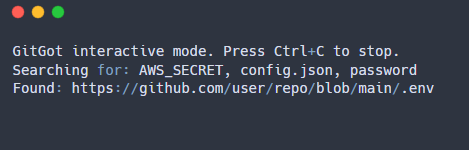 GitGot interactive mode. Press Ctrl+C to stop.
Searching for: AWS_SECRET, config.json, password
Found: https://github.com/user/repo/blob/main/.env